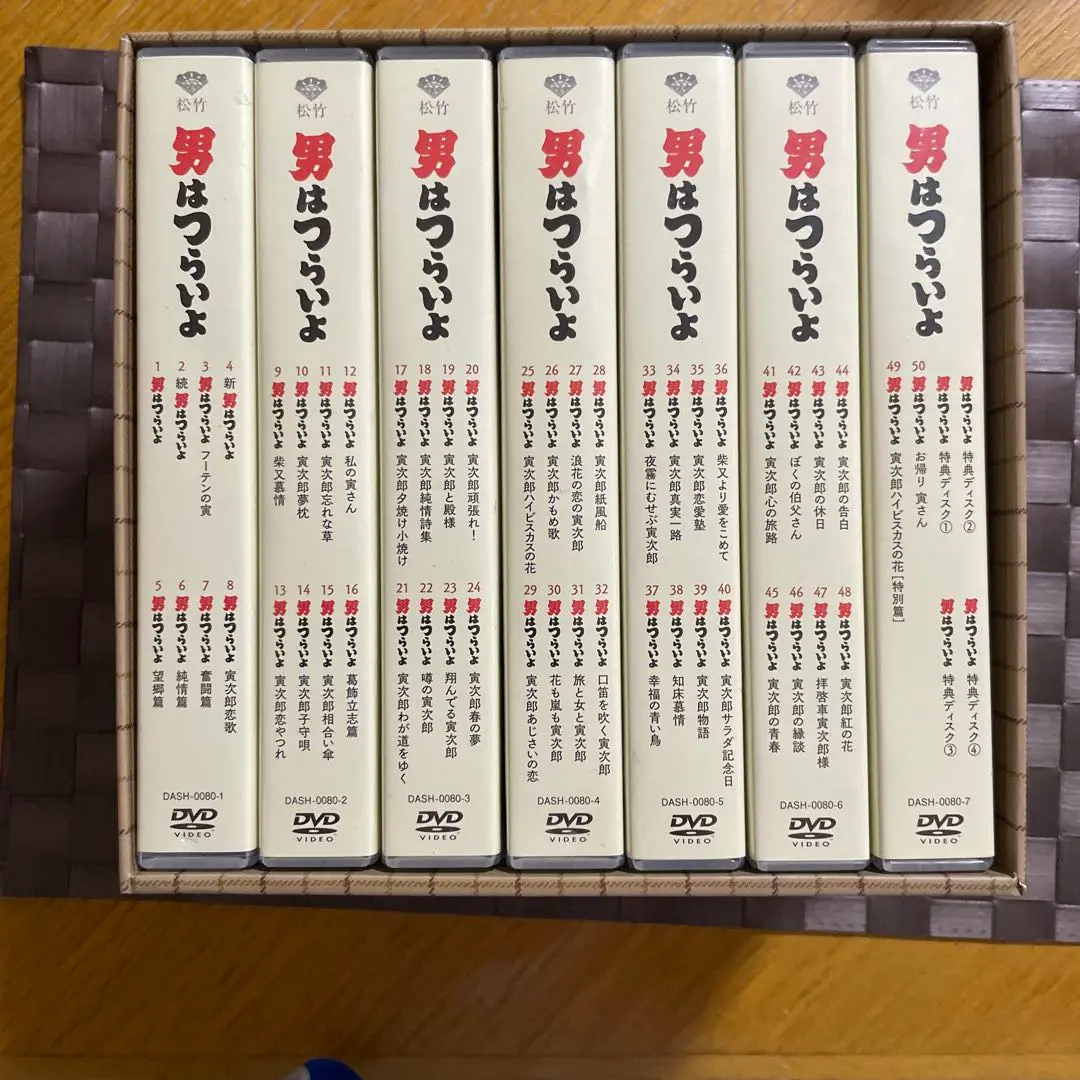 松竹
男はつらいよ
1 男はつらいよ
2 続 男はつらいよ
3 男はつらいよ フーテンの寅
4 新 男はつらいよ
5 男はつらいよ 望郷篇
6 男はつらいよ 純情篇
7 男はつらいよ 奮闘篇
8 男はつらいよ 寅次郎恋歌
DASH-0080-1
DVD
VIDEO
松竹
男はつらいよ
9 男はつらいよ 柴又慕情
10 男はつらいよ 寅次郎夢枕
11 男はつらいよ 寅次郎忘れな草
12 男はつらいよ 私の寅さん
13 男はつらいよ 寅次郎恋やつれ
14 男はつらいよ 寅次郎子守唄
15 男はつらいよ 寅次郎相合い傘
16 男はつらいよ 葛飾立志篇
DASH-0080-2
DVD
VIDEO
松竹
男はつらいよ
17 男はつらいよ 寅次郎夕焼け小焼け
18 男はつらいよ 寅次郎純情詩集
19 男はつらいよ 寅次郎と殿様
20 男はつらいよ 寅次郎頑張れ!
21 男はつらいよ 寅次郎わが道をゆく
22 男はつらいよ 噂の寅次郎
23 男はつらいよ 翔んでる寅次郎
24 男はつらいよ 寅次郎春の夢
DASH-0080-3
DVD
VIDEO
松竹
男はつらいよ
25 男はつらいよ 寅次郎ハイビスカスの花
26 男はつらいよ 寅次郎かもめ歌
27 男はつらいよ 浪花の恋の寅次郎
28 男はつらいよ 寅次郎紙風船
29 男はつらいよ 寅次郎あじさいの恋
30 男はつらいよ 花も嵐も寅次郎
31 男はつらいよ 旅と女と寅次郎
32 男はつらいよ 口笛を吹く寅次郎
DASH-0080-4
DVD
VIDEO
松竹
男はつらいよ
33 男はつらいよ 夜霧にむせぶ寅次郎
34 男はつらいよ 寅次郎真実一路
35 男はつらいよ 寅次郎恋愛塾
36 男はつらいよ 柴又より愛をこめて
37 男はつらいよ 幸福の青い鳥
38 男はつらいよ 知床慕情
39 男はつらいよ 寅次郎物語
40 男はつらいよ 寅次郎サラダ記念日
DASH-0080-5
DVD
VIDEO
松竹
男はつらいよ
41 男はつらいよ 寅次郎心の旅路
42 男はつらいよ ぼくの伯父さん
43 男はつらいよ 寅次郎の休日
44 男はつらいよ 寅次郎の告白
45 男はつらいよ 寅次郎の青春
46 男はつらいよ 寅次郎の縁談
47 男はつらいよ 拝啓車寅次郎様
48 男はつらいよ 寅次郎紅の花
DASH-0080-6
DVD
VIDEO
松竹
男はつらいよ
49 男はつらいよ 寅次郎ハイビスカスの花[特別篇]
50 男はつらいよ お帰り 寅さん
男はつらいよ 特典ディスク①
男はつらいよ 特典ディスク②
男はつらいよ 特典ディスク③
男はつらいよ 特典ディスク④
DASH-0080-7
DVD
VIDEO